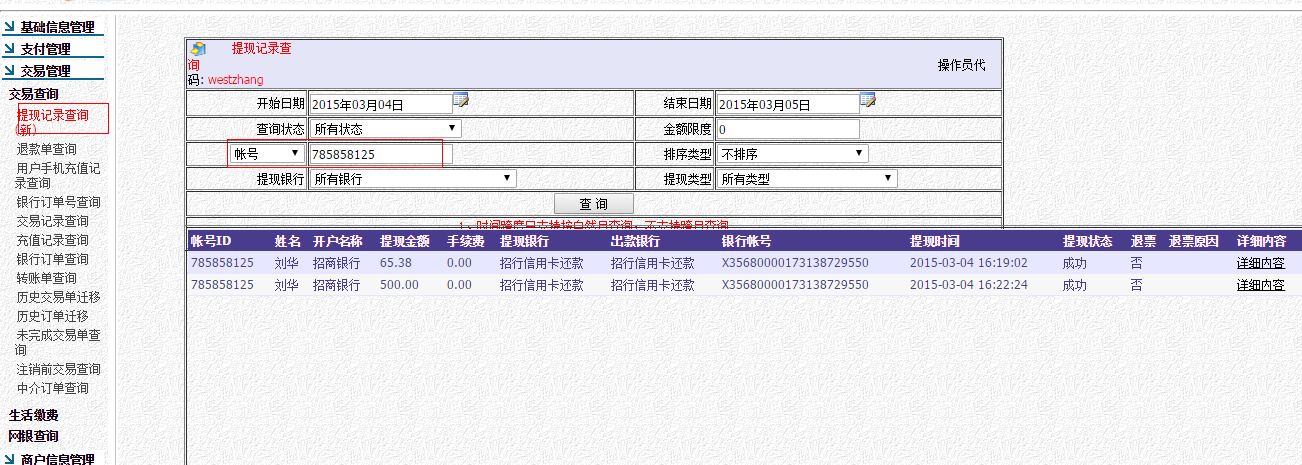 基础信息管理
支付管理
交易管理
交易查询
提现记录查询
(新)
退款单查询
用户手机充值记
录查询
银行订单号查询
交易记录查询
充值记录查询
银行订单查询
转账单查询
历史交易单迁移
历史订单迁移
未完成交易单查
询
注销前交易查询
中介订单查询
生活缴费
网银查询
商户信息管理
提现记录查
询 操作员代
码: westzhang
开始日期 2015年03月04日 结束日期 2015年03月05日
查询状态 所有状态 金额限度 0
帐号 785858125 排序类型 不排序
提现银行 所有银行 提现类型 所有类型
查 询
1、时间跨度只支持按自然月查询，不支持跨月查询
帐号ID 姓名 开户名称 提现金额 手续费 提现银行 出款银行 银行帐号 提现时间 提现状态 退票 退票原因 详细内容
785858125 刘华 招商银行 65.38 0.00 招行信用卡还款 招行信用卡还款 X35680000173138729550 2015-03-04 16:19:02 成功 否 详细内容
785858125 刘华 招商银行 500.00 0.00 招行信用卡还款 招行信用卡还款 X35680000173138729550 2015-03-04 16:22:24 成功 否 详细内容